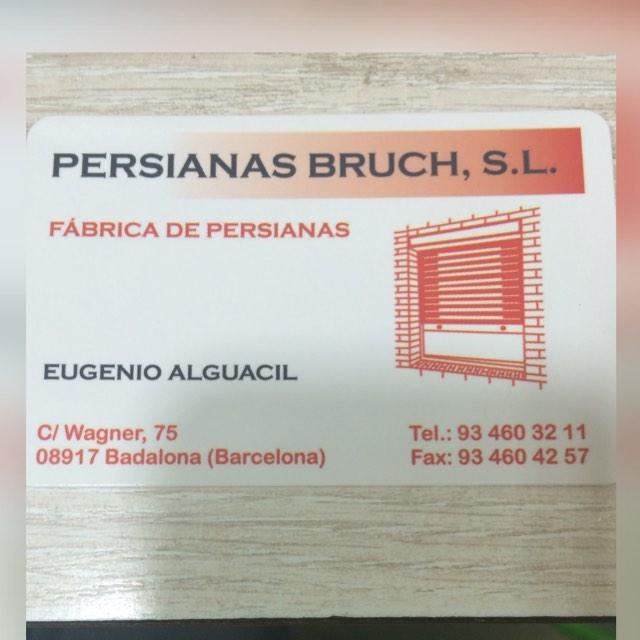 PERSIANAS BRUCH, S.L.
FÁBRICA DE PERSIANAS
EUGENIO ALGUACIL
C/ Wagner, 75
08917 Badalona (Barcelona)
Tel.: 93 460 32 11
Fax: 93 460 42 57